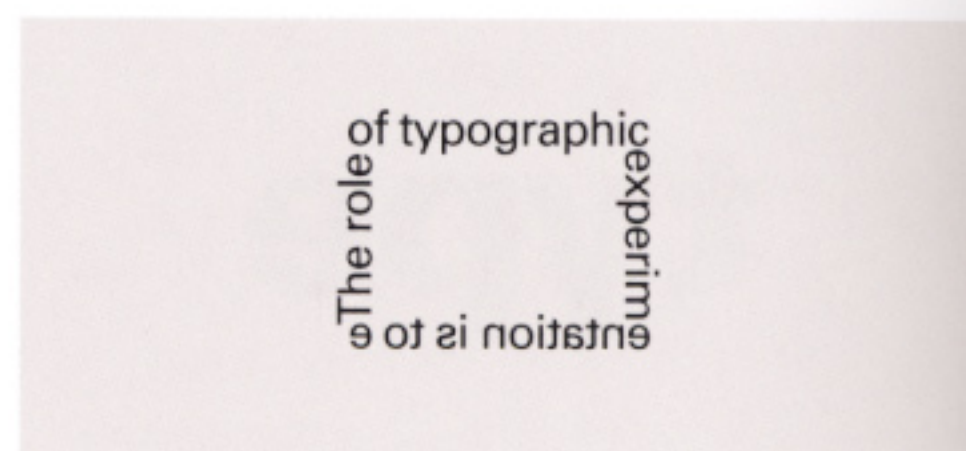 The role
of typographic
experim
entation is to e